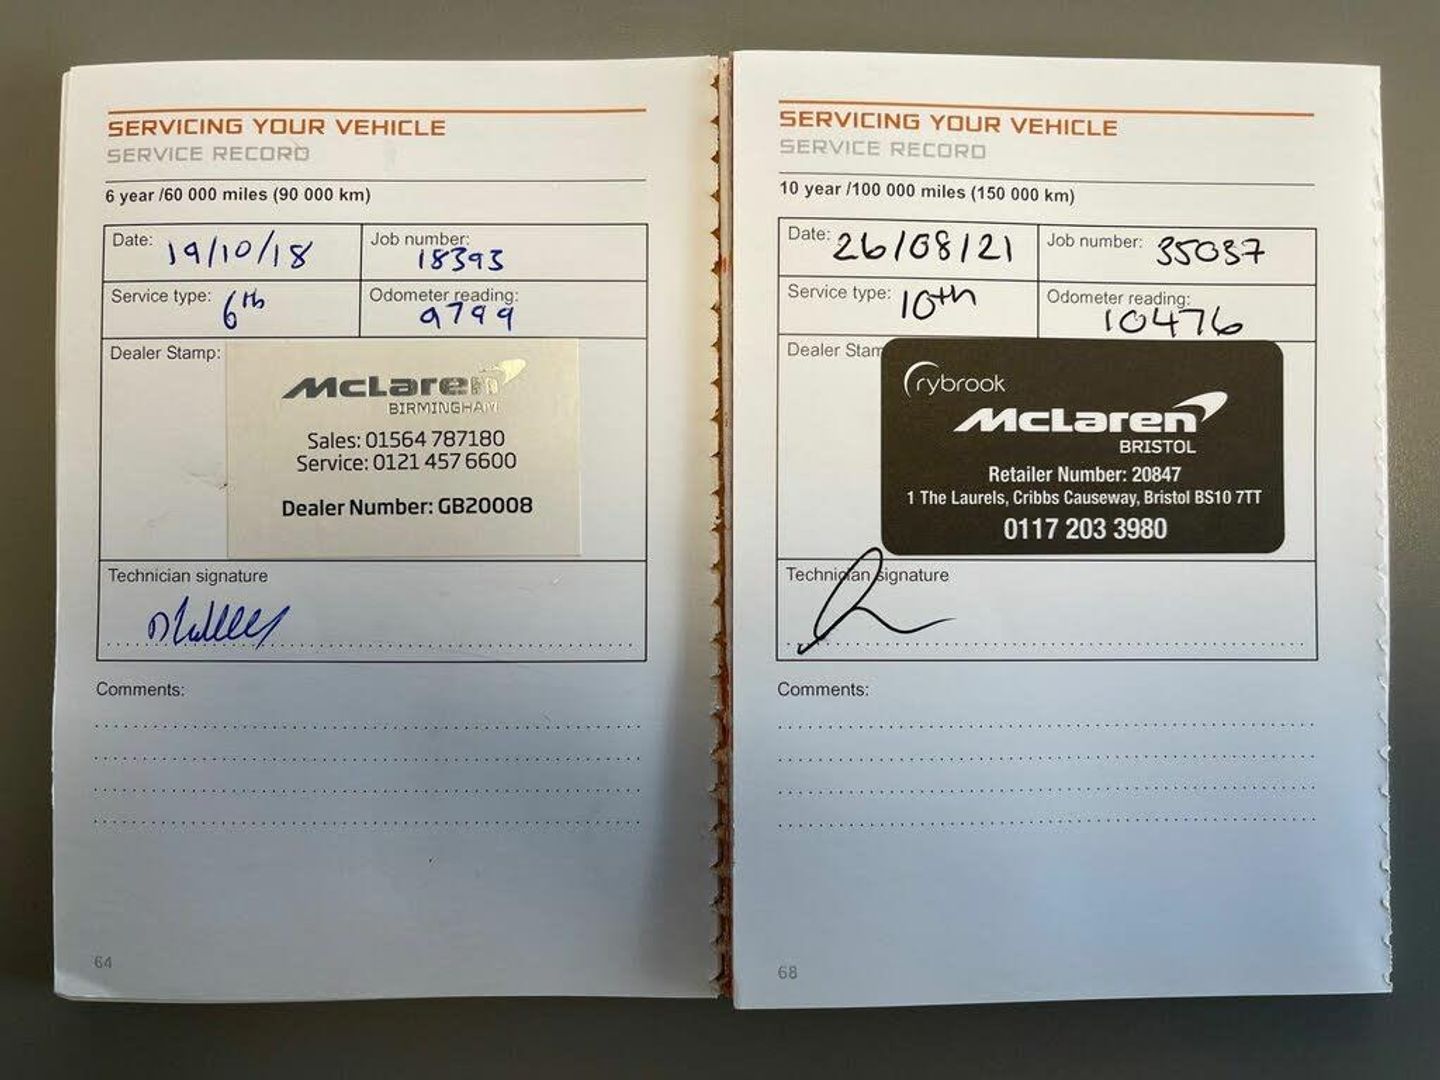 SERVICING YOUR VEHICLE
SERVICE RECORD
6 year /60 000 miles (90 000 km)
Date: 19/10/18
Job number: 18393
Service type: 6th
Odometer reading: 9799
Dealer Stamp:
McLaren
BIRMINGHAM
Sales: 01564 787180
Service: 0121 457 6600
Dealer Number: GB20008
Technician signature
Comments:
64
SERVICING YOUR VEHICLE
SERVICE RECORD
10 year /100 000 miles (150 000 km)
Date: 26/08/21
Job number: 35037
Service type: 10th
Odometer reading: 10476
Dealer Stam
rybrook
McLaren
BRISTOL
Retailer Number: 20847
1 The Laurels, Cribbs Causeway, Bristol BS10 7TT
0117 203 3980
Technician signature
Comments:
68